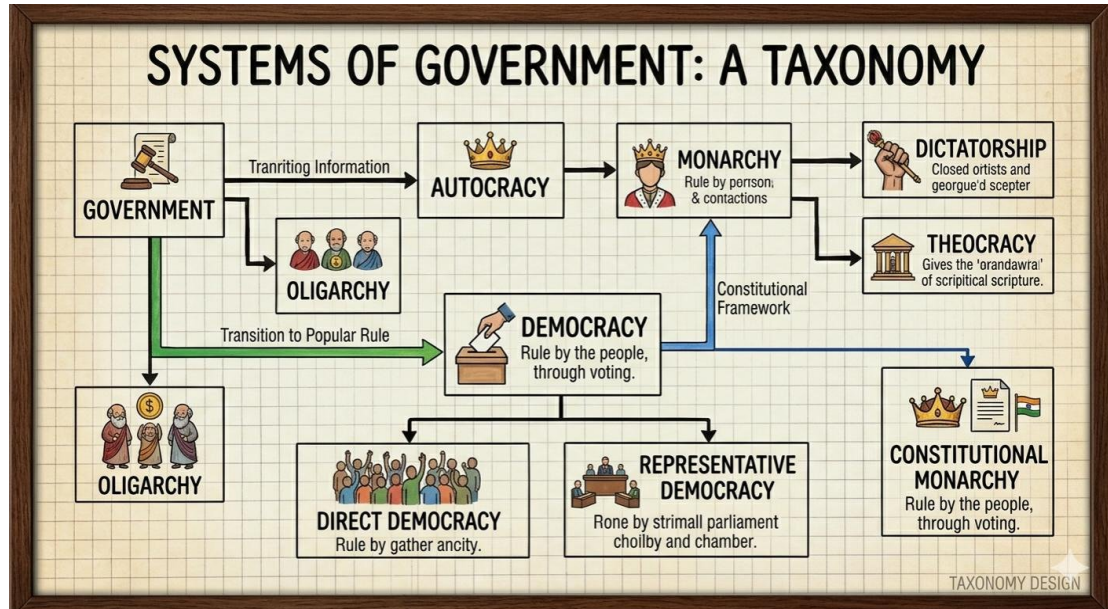 SYSTEMS OF GOVERNMENT: A TAXONOMY
GOVERNMENT
Tranriting Information
AUTOCRACY
MONARCHY
Rule by porrson;
& contactions
DICTATORSHIP
Closed ortists and
georgue'd scepter
OLIGARCHY
THEOCRACY
Gives the 'orandawral'
of scripitical scripture.
Constitutional
Framework
Transition to Popular Rule
DEMOCRACY
Rule by the people,
through voting.
OLIGARCHY
DIRECT DEMOCRACY
Rule by gather ancity.
REPRESENTATIVE
DEMOCRACY
Rone by strimall parliament
choilby and chamber.
CONSTITUTIONAL
MONARCHY
Rule by the people,
through voting.
TAXONOMY DESIGN